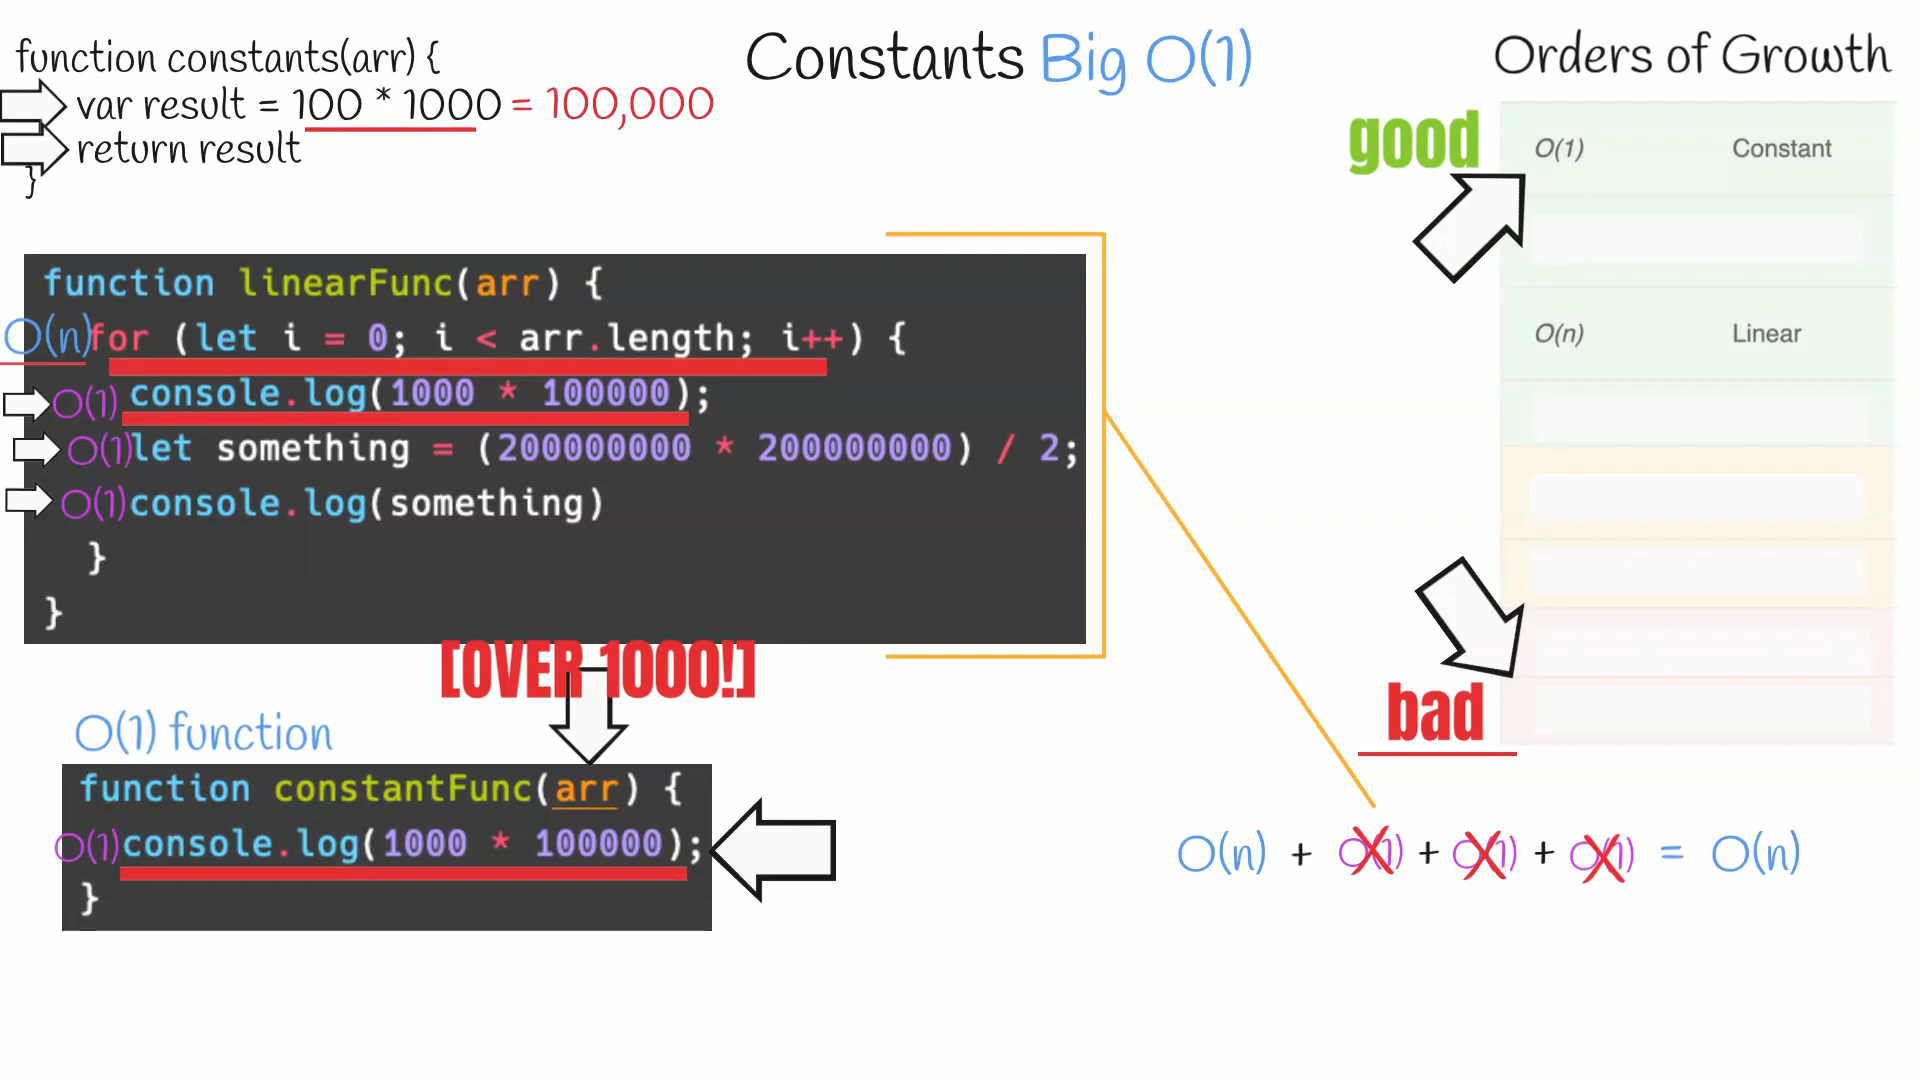 Constants Big O(1)
function constants(arr) {
var result = 100 * 1000 = 100,000
return result
}
O(n)
function linearFunc(arr) {
for (let i = 0; i < arr.length; i++) {
O(1) console.log(1000 * 100000);
O(1) let something = (200000000 * 200000000) / 2;
O(1) console.log(something)
}
}
[OVER 1000!]
O(1) function
function constantFunc(arr) {
O(1) console.log(1000 * 100000);
}
Orders of Growth
good
O(1) Constant
O(n) Linear
bad
O(n) + O(1) + O(1) + O(1) = O(n)